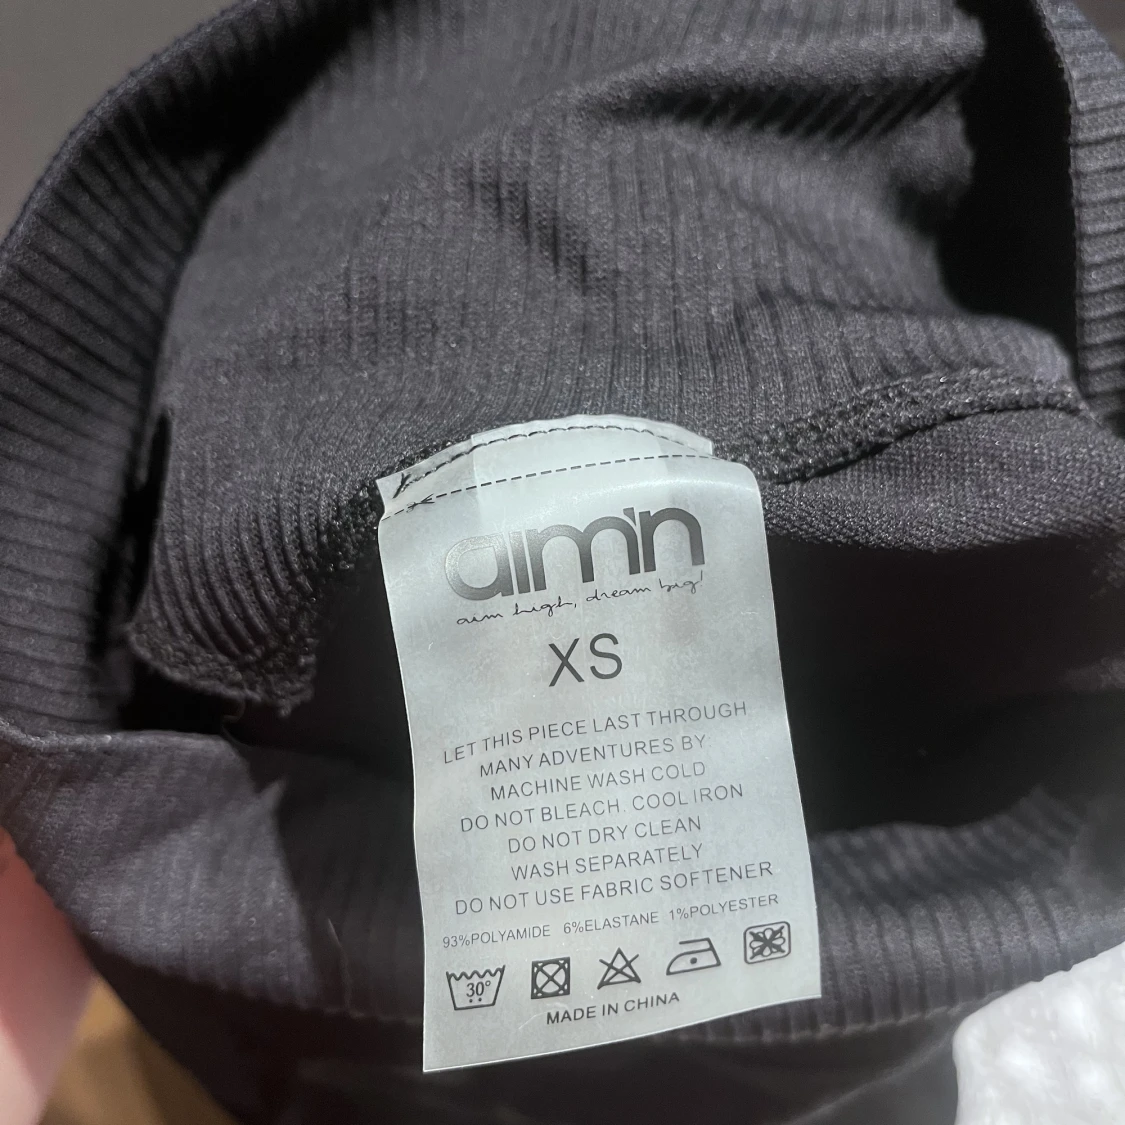 aim'n
aim high, dream big!
XS
LET THIS PIECE LAST THROUGH
MANY ADVENTURES BY:
MACHINE WASH COLD
DO NOT BLEACH. COOL IRON
DO NOT DRY CLEAN
WASH SEPARATELY
DO NOT USE FABRIC SOFTENER
93%POLYAMIDE 6%ELASTANE 1%POLYESTER
30°
MADE IN CHINA